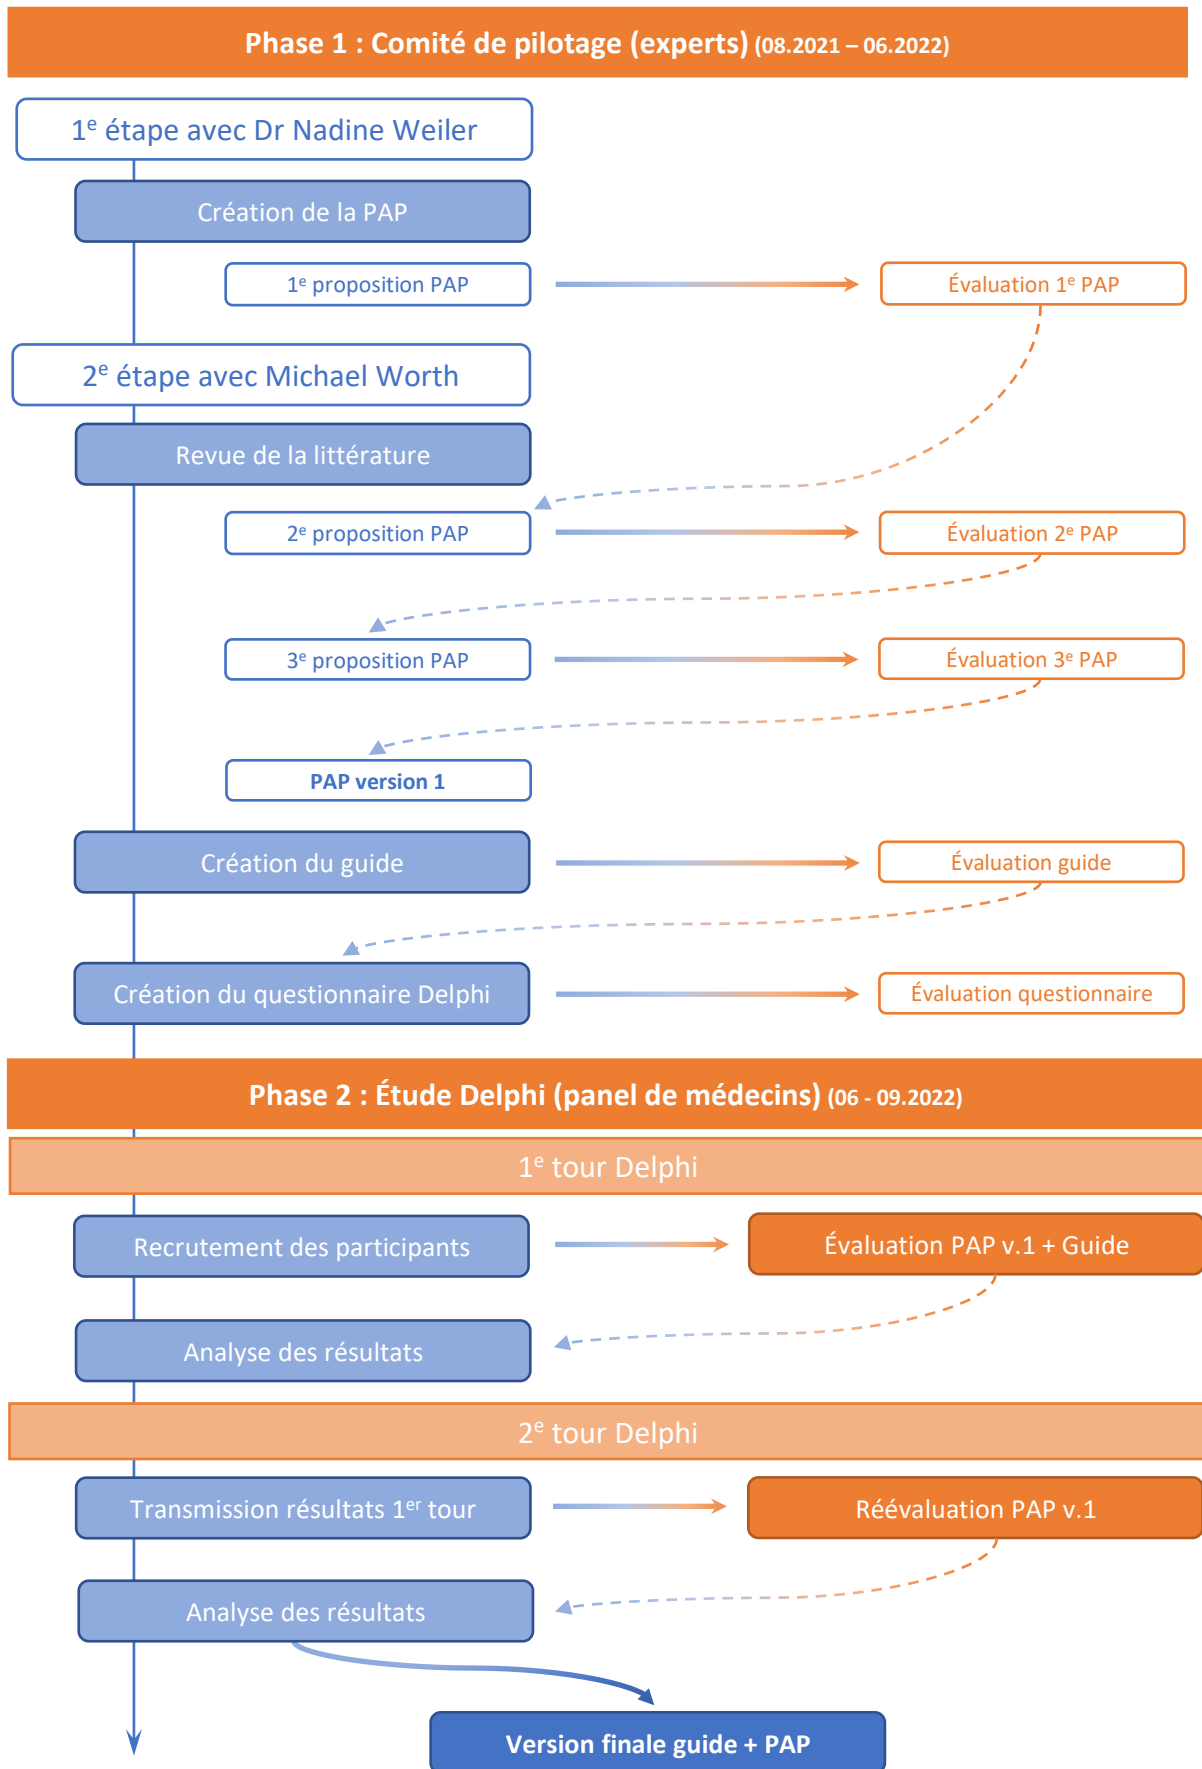 Phase 1 : Comité de pilotage (experts) (08.2021 – 06.2022)
1e étape avec Dr Nadine Weiler
Création de la PAP
1e proposition PAP
Évaluation 1e PAP
2e étape avec Michael Worth
Revue de la littérature
2e proposition PAP
Évaluation 2e PAP
3e proposition PAP
Évaluation 3e PAP
PAP version 1
Création du guide
Évaluation guide
Création du questionnaire Delphi
Évaluation questionnaire
Phase 2 : Étude Delphi (panel de médecins) (06 - 09.2022)
1e tour Delphi
Recrutement des participants
Évaluation PAP v.1 + Guide
Analyse des résultats
2e tour Delphi
Transmission résultats 1er tour
Réévaluation PAP v.1
Analyse des résultats
Version finale guide + PAP